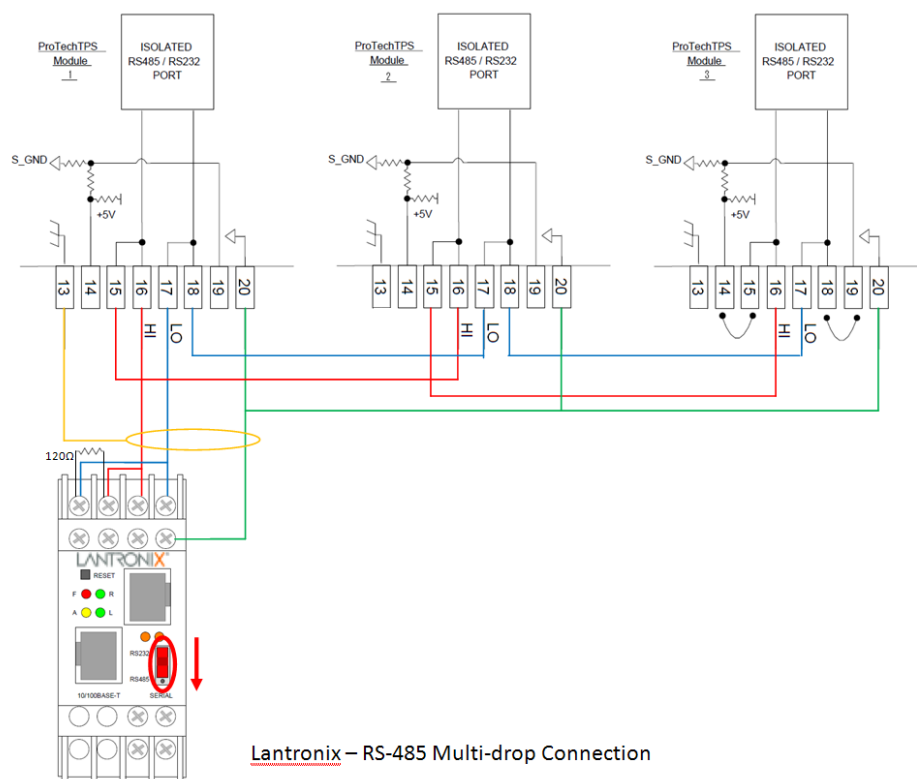 ProTechTPS
Module
1
ISOLATED
RS485 / RS232
PORT
ProTechTPS
Module
2
ISOLATED
RS485 / RS232
PORT
ProTechTPS
Module
3
ISOLATED
RS485 / RS232
PORT
S_GND
S_GND
S_GND
+5V
+5V
+5V
13 14 15 16 17 18 19 20
13 14 15 16 17 18 19 20
13 14 15 16 17 18 19 20
HI LO
HI LO
HI LO
120Ω
LANTRONIX®
RESET
F R
A L
RS232
RS485
10/100BASE-T SERIAL
Lantronix – RS-485 Multi-drop Connection